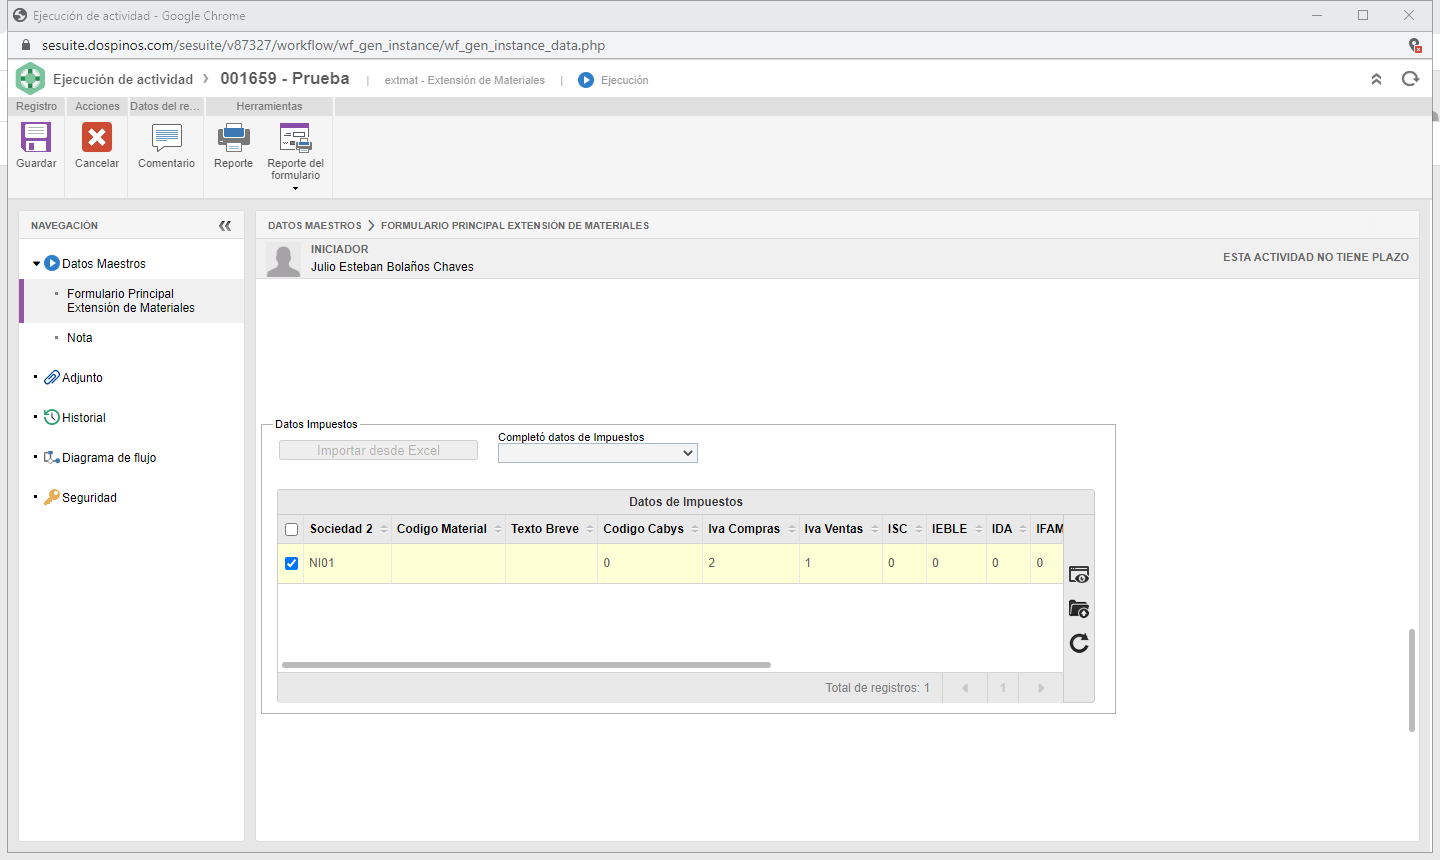 Ejecución de actividad - Google Chrome
sesuite.dospinos.com/sesuite/v87327/workflow/wf_gen_instance/wf_gen_instance_data.php
Ejecución de actividad > 001659 - Prueba | extmat - Extensión de Materiales | Ejecución
Registro Acciones Datos del re... Herramientas
Guardar Cancelar Comentario Reporte Reporte del
formulario
NAVEGACIÓN
Datos Maestros
Formulario Principal
Extensión de Materiales
Nota
Adjunto
Historial
Diagrama de flujo
Seguridad
DATOS MAESTROS > FORMULARIO PRINCIPAL EXTENSIÓN DE MATERIALES
INICIADOR
Julio Esteban Bolaños Chaves
ESTA ACTIVIDAD NO TIENE PLAZO
Datos Impuestos
Importar desde Excel
Completó datos de Impuestos
Datos de Impuestos
Sociedad 2 Codigo Material Texto Breve Codigo Cabys Iva Compras Iva Ventas ISC IEBLE IDA IFAM
NI01 0 2 1 0 0 0 0
Total de registros: 1 1